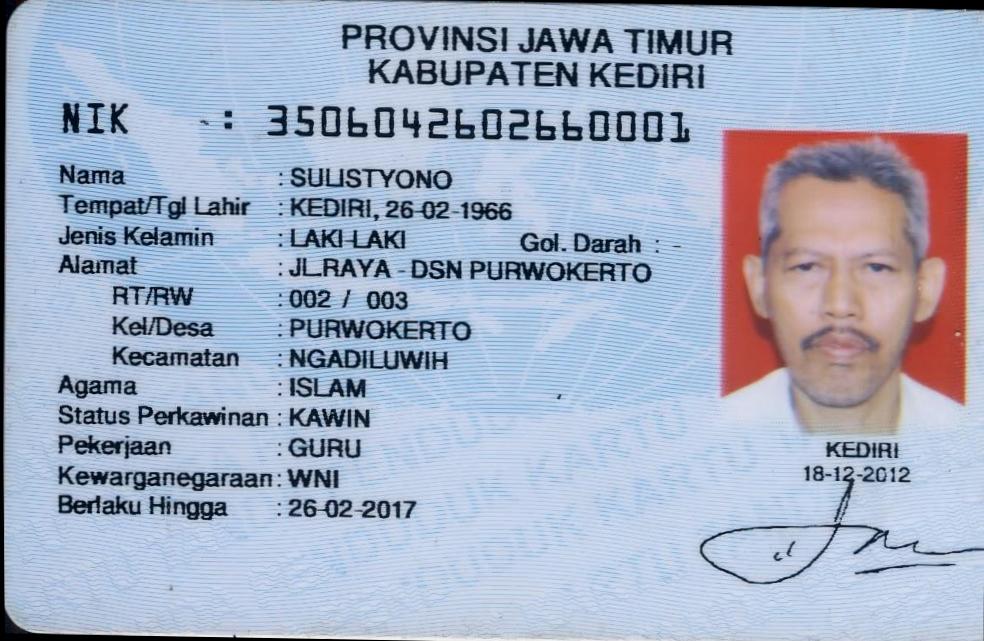 PROVINSI JAWA TIMUR
KABUPATEN KEDIRI
NIK : 3506042602660001
Nama : SULISTYONO
Tempat/Tgl Lahir : KEDIRI, 26-02-1966
Jenis Kelamin : LAKI-LAKI Gol. Darah : -
Alamat : JL.RAYA - DSN PURWOKERTO
RT/RW : 002 / 003
Kel/Desa : PURWOKERTO
Kecamatan : NGADILUWIH
Agama : ISLAM
Status Perkawinan : KAWIN
Pekerjaan : GURU
Kewarganegaraan : WNI
Berlaku Hingga : 26-02-2017
KEDIRI
18-12-2012